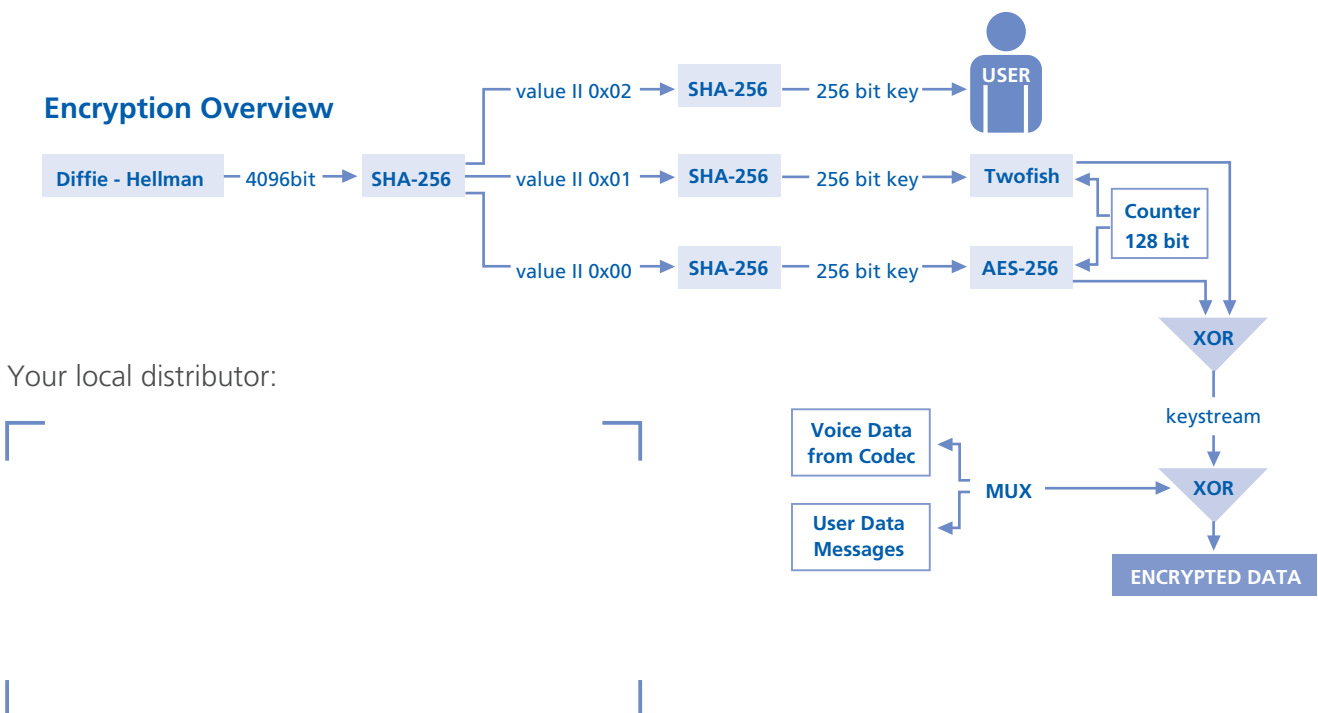 Encryption Overview
value II 0x02
SHA-256
256 bit key
USER
Diffie - Hellman
4096bit
SHA-256
value II 0x01
SHA-256
256 bit key
Twofish
Counter
128 bit
value II 0x00
SHA-256
256 bit key
AES-256
XOR
Your local distributor:
keystream
Voice Data
from Codec
MUX
XOR
User Data
Messages
ENCRYPTED DATA